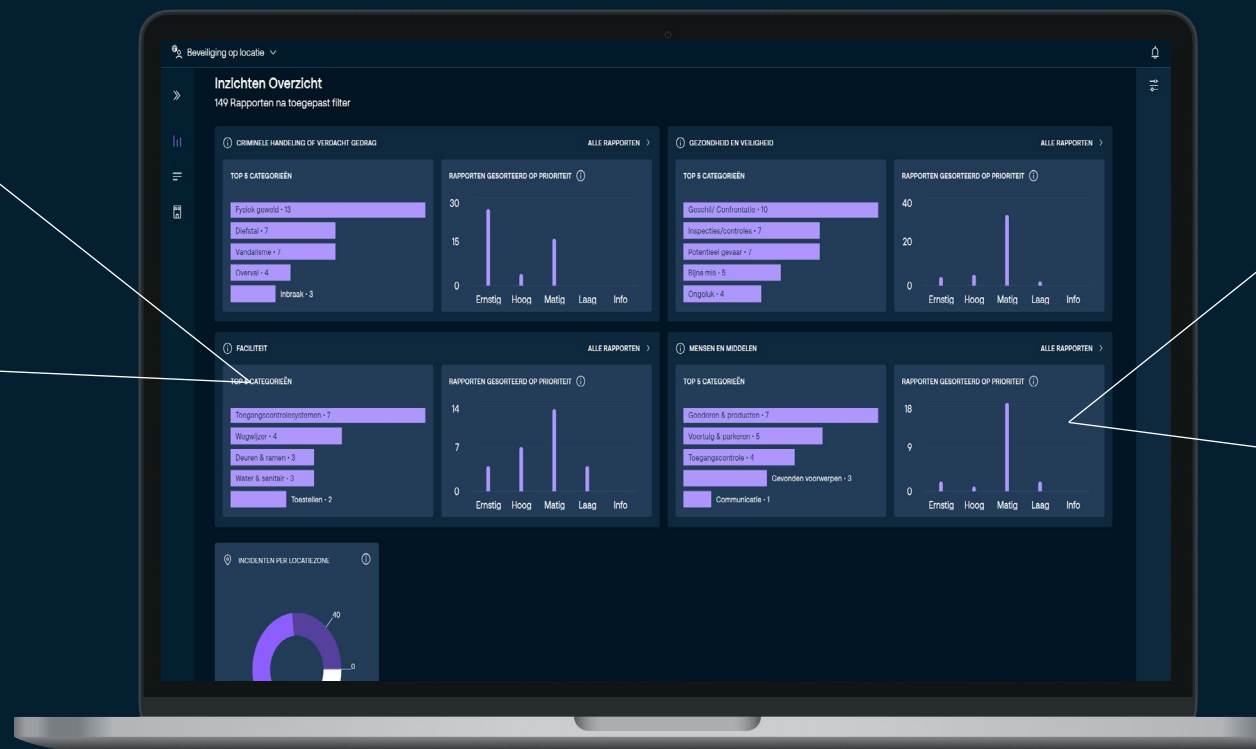 Beveiliging op locatie
Inzichten Overzicht
149 Rapporten na toegepast filter
CRIMINELE HANDELING OF VERDACHT GEDRAG
ALLE RAPPORTEN
TOP 5 CATEGORIEËN
Fysiek geweld • 13
Diefstal • 7
Vandalisme • 7
Overval • 4
Inbraak • 3
RAPPORTEN GESORTEERD OP PRIORITEIT
30
15
0
Ernstig Hoog Matig Laag Info
GEZONDHEID EN VEILIGHEID
ALLE RAPPORTEN
TOP 5 CATEGORIEËN
Geschil/ Confrontatie • 10
Inspecties/controles • 7
Potentieel gevaar • 7
Bijna mis • 5
Ongeluk • 4
RAPPORTEN GESORTEERD OP PRIORITEIT
40
20
0
Ernstig Hoog Matig Laag Info
FACILITEIT
ALLE RAPPORTEN
TOP 5 CATEGORIEËN
Toegangscontrolesystemen • 7
Wegwijzer • 4
Deuren & ramen • 3
Water & sanitair • 3
Toestellen • 2
RAPPORTEN GESORTEERD OP PRIORITEIT
14
7
0
Ernstig Hoog Matig Laag Info
MENSEN EN MIDDELEN
ALLE RAPPORTEN
TOP 5 CATEGORIEËN
Goederen & producten • 7
Voertuig & parkeren • 5
Toegangscontrole • 4
Gevonden voorwerpen • 3
Communicatie • 1
RAPPORTEN GESORTEERD OP PRIORITEIT
18
9
0
Ernstig Hoog Matig Laag Info
INCIDENTEN PER LOCATIEZONE
40
0